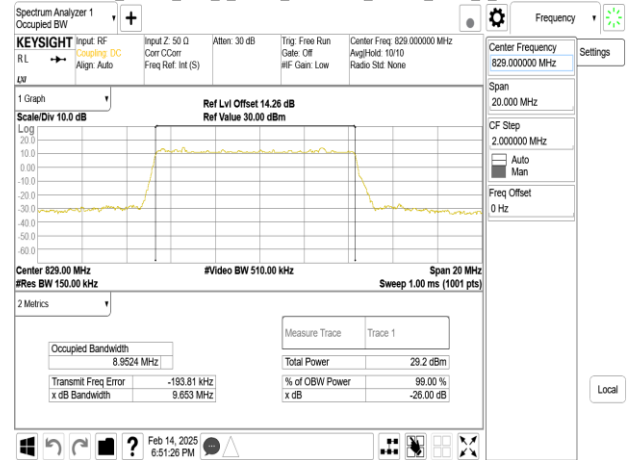 Spectrum Analyzer 1
Occupied BW
Frequency
KEYSIGHT
RL
LXI
Input: RF
Coupling: DC
Align: Auto
Input Z: 50 Ω
Corr CCorr
Freq Ref: Int (S)
Atten: 30 dB
Trig: Free Run
Gate: Off
#IF Gain: Low
Center Freq: 829.000000 MHz
Avg|Hold: 10/10
Radio Std: None
Center Frequency
829.000000 MHz
Settings
Span
20.000 MHz
CF Step
2.000000 MHz
Auto
Man
Freq Offset
0 Hz
1 Graph
Scale/Div 10.0 dB
Ref Lvl Offset 14.26 dB
Ref Value 30.00 dBm
Log
20.0
10.0
0.00
-10.0
-20.0
-30.0
-40.0
-50.0
-60.0
Center 829.00 MHz
#Res BW 150.00 kHz
#Video BW 510.00 kHz
Span 20 MHz
Sweep 1.00 ms (1001 pts)
2 Metrics
Measure Trace Trace 1
Occupied Bandwidth
8.9524 MHz
Total Power 29.2 dBm
Transmit Freq Error -193.81 kHz
% of OBW Power 99.00 %
x dB Bandwidth 9.653 MHz
x dB -26.00 dB
Local
Feb 14, 2025
6:51:26 PM